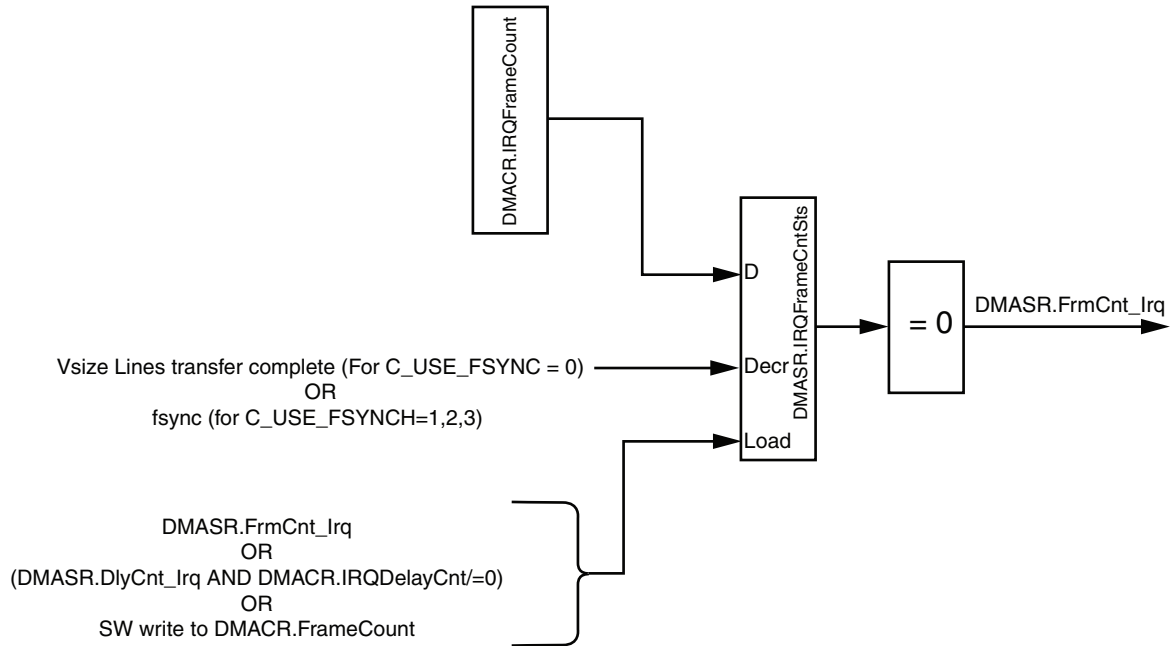 DMACR.IRQFrameCount
DMASR.IRQFrameCntSts
D
Decr
Load
= 0
DMASR.FrmCnt_Irq
Vsize Lines transfer complete (For C_USE_FSYNC = 0)
OR
fsync (for C_USE_FSYNCH=1,2,3)
DMASR.FrmCnt_Irq
OR
(DMASR.DlyCnt_Irq AND DMACR.IRQDelayCnt/=0)
OR
SW write to DMACR.FrameCount